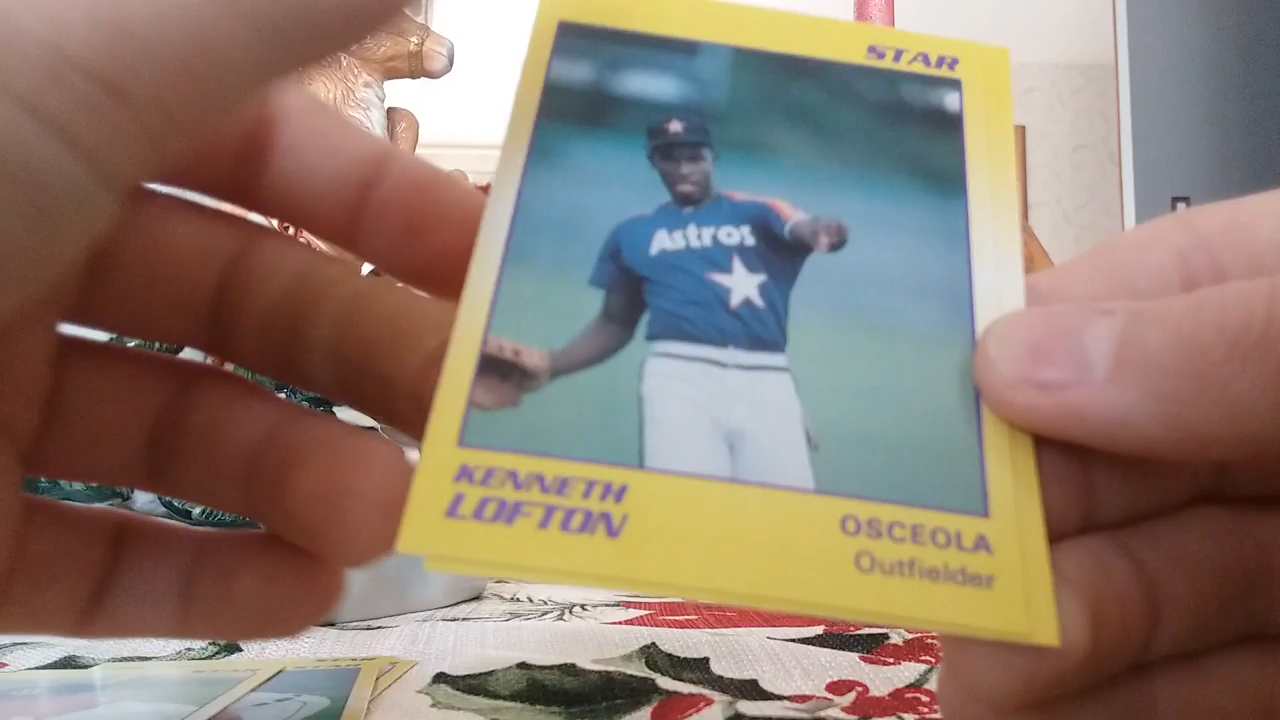 STAR
Astros
KENNETH
LOFTON
OSCEOLA
Outfielder